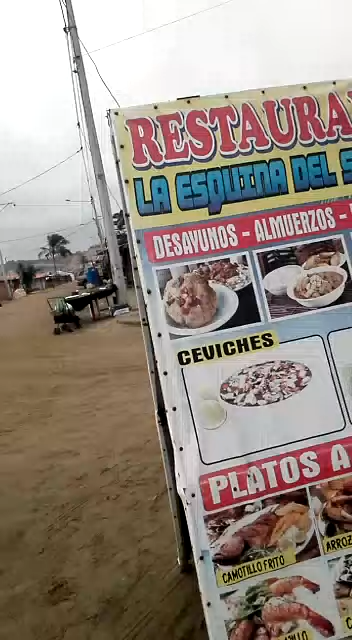 RESTAURA
LA ESQUINA DEL S
DESAYUNOS - ALMUERZOS -
CEVICHES
PLATOS A
CAMOTILLO FRITO
ARROZ